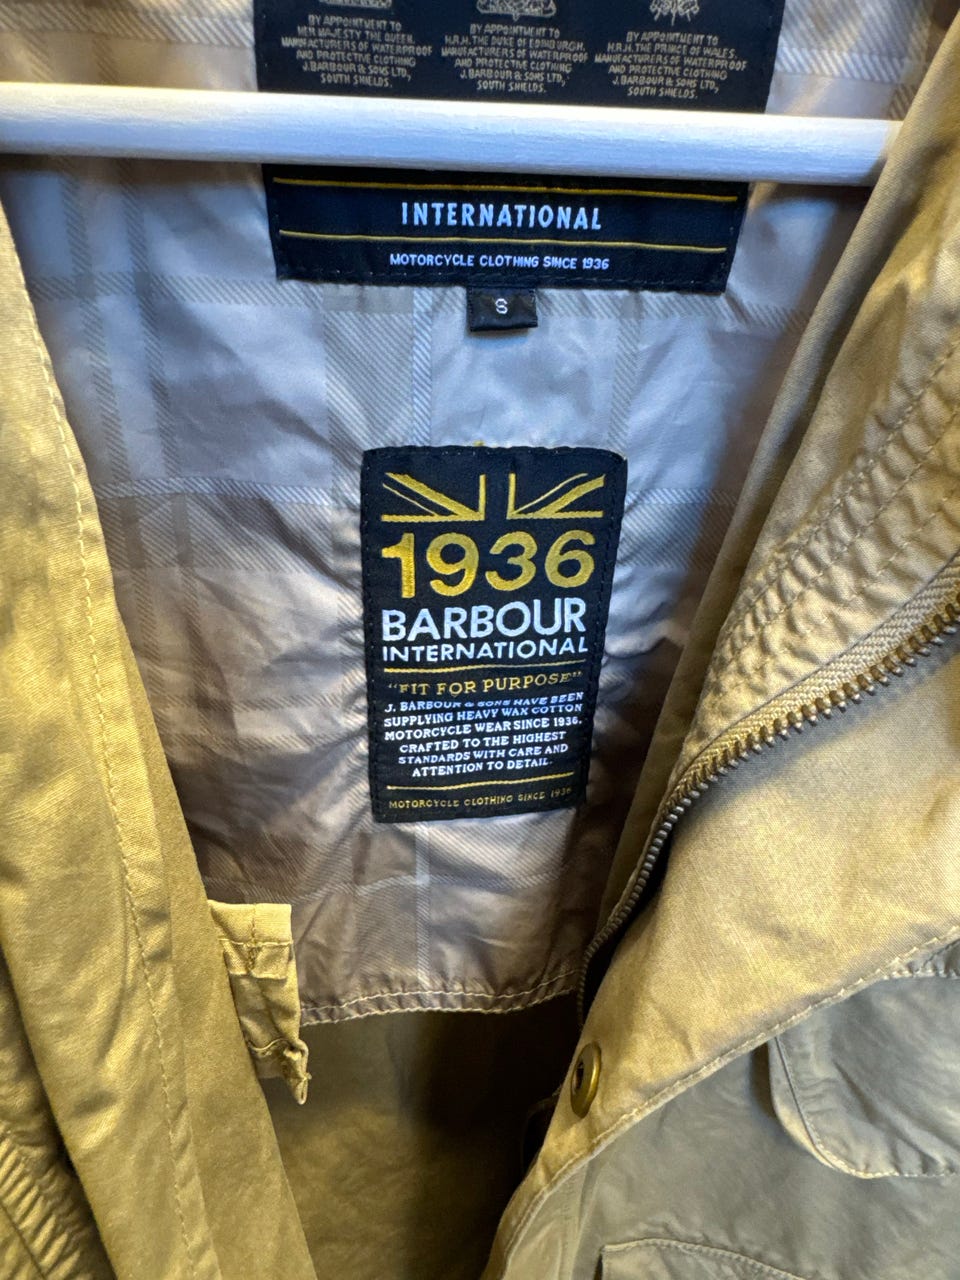 BY APPOINTMENT TO
HER MAJESTY THE QUEEN,
MANUFACTURERS OF WATERPROOF
AND PROTECTIVE CLOTHING
J. BARBOUR & SONS LTD,
SOUTH SHIELDS.
BY APPOINTMENT TO
H.R.H. THE DUKE OF EDINBURGH.
MANUFACTURERS OF WATERPROOF
AND PROTECTIVE CLOTHING
J. BARBOUR & SONS LTD,
SOUTH SHIELDS.
BY APPOINTMENT TO
H.R.H. THE PRINCE OF WALES.
MANUFACTURERS OF WATERPROOF
AND PROTECTIVE CLOTHING
J. BARBOUR & SONS LTD,
SOUTH SHIELDS.
INTERNATIONAL
MOTORCYCLE CLOTHING SINCE 1936
S
1936
BARBOUR
INTERNATIONAL
"FIT FOR PURPOSE"
J. BARBOUR & SONS HAVE BEEN
SUPPLYING HEAVY WAX COTTON
MOTORCYCLE WEAR SINCE 1936.
CRAFTED TO THE HIGHEST
STANDARDS WITH CARE AND
ATTENTION TO DETAIL.
MOTORCYCLE CLOTHING SINCE 1936